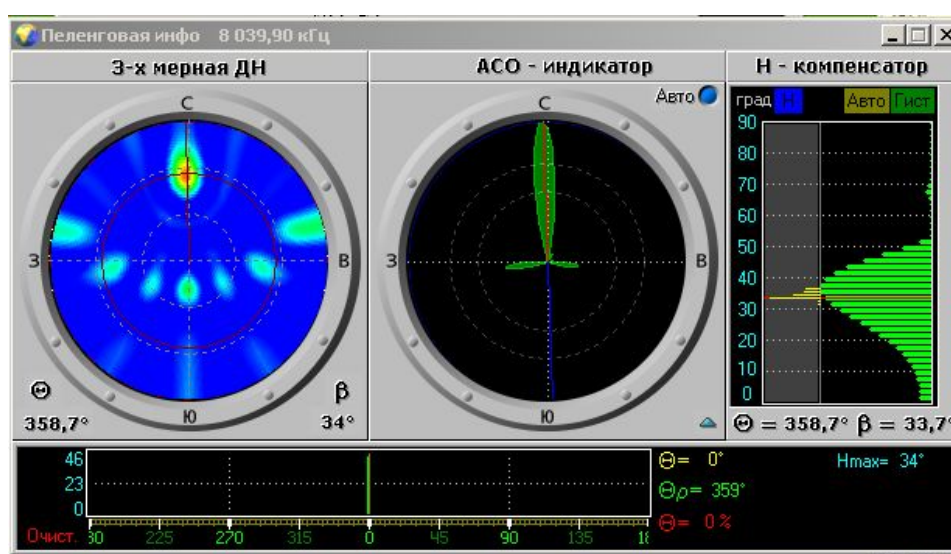 Пеленговая инфо 8 039,90 кГц
3-х мерная ДН
АСО - индикатор
Н - компенсатор
С
З
В
Ю
Θ
358,7°
β
34°
Авто
С
З
В
Ю
град Н Авто Гист
90
80
70
60
50
40
30
20
10
0
Θ = 358,7° β = 33,7°
46
23
0
Очист. 80 225 270 315 0 45 90 135 18
Θ= 0°
Θρ= 359°
Θ= 0 %
Hmax= 34°